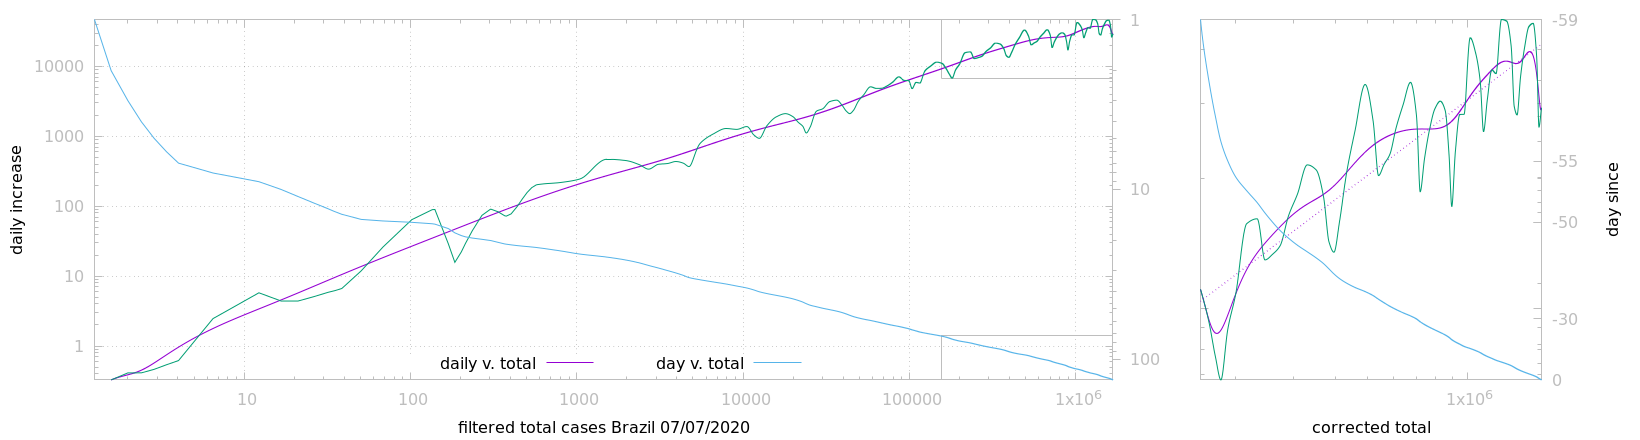 daily increase
10000
1000
100
10
1
10
100
1000
10000
100000
1x10⁶
1
10
100
daily v. total
day v. total
filtered total cases Brazil 07/07/2020
-59
-55
-50
-30
0
day since
1x10⁶
corrected total